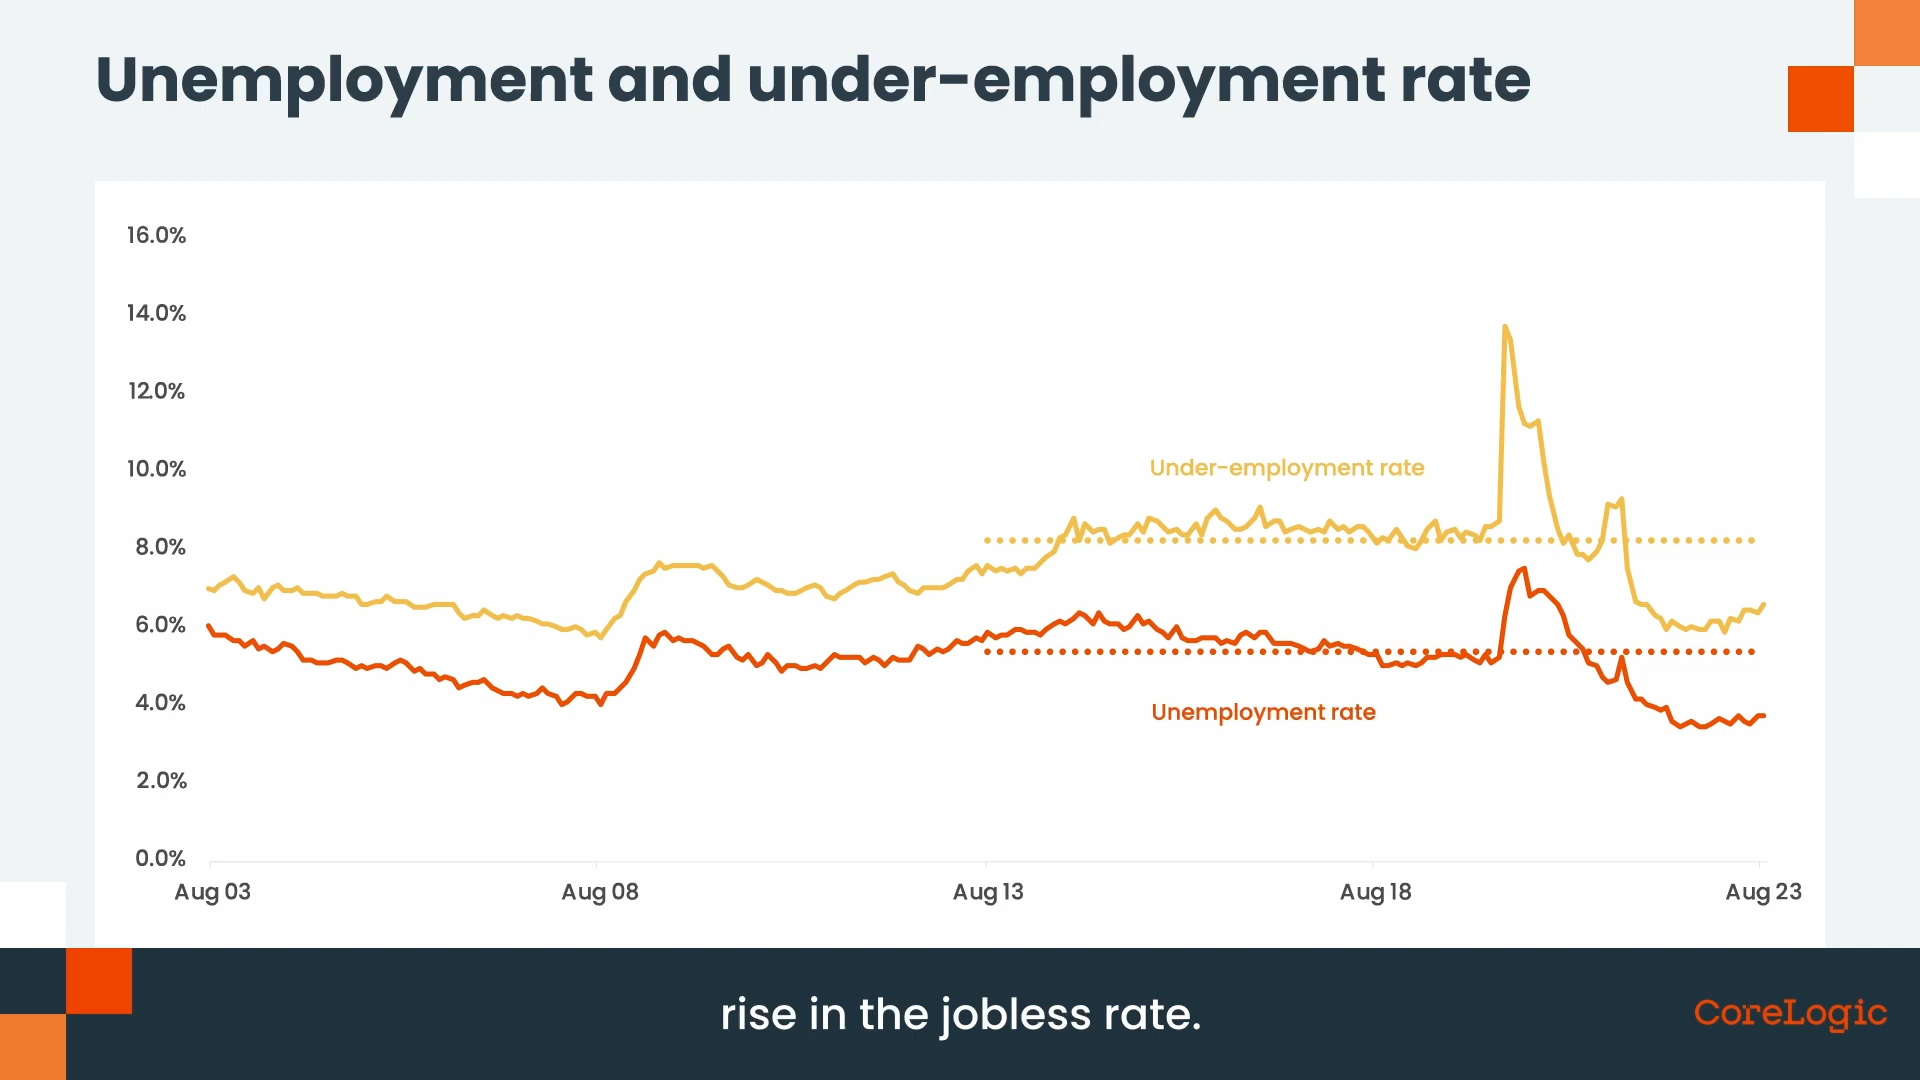 Unemployment and under-employment rate
16.0%
14.0%
12.0%
10.0%
8.0%
6.0%
4.0%
2.0%
0.0%
Under-employment rate
Unemployment rate
Aug 03
Aug 08
Aug 13
Aug 18
Aug 23
rise in the jobless rate.
CoreLogic